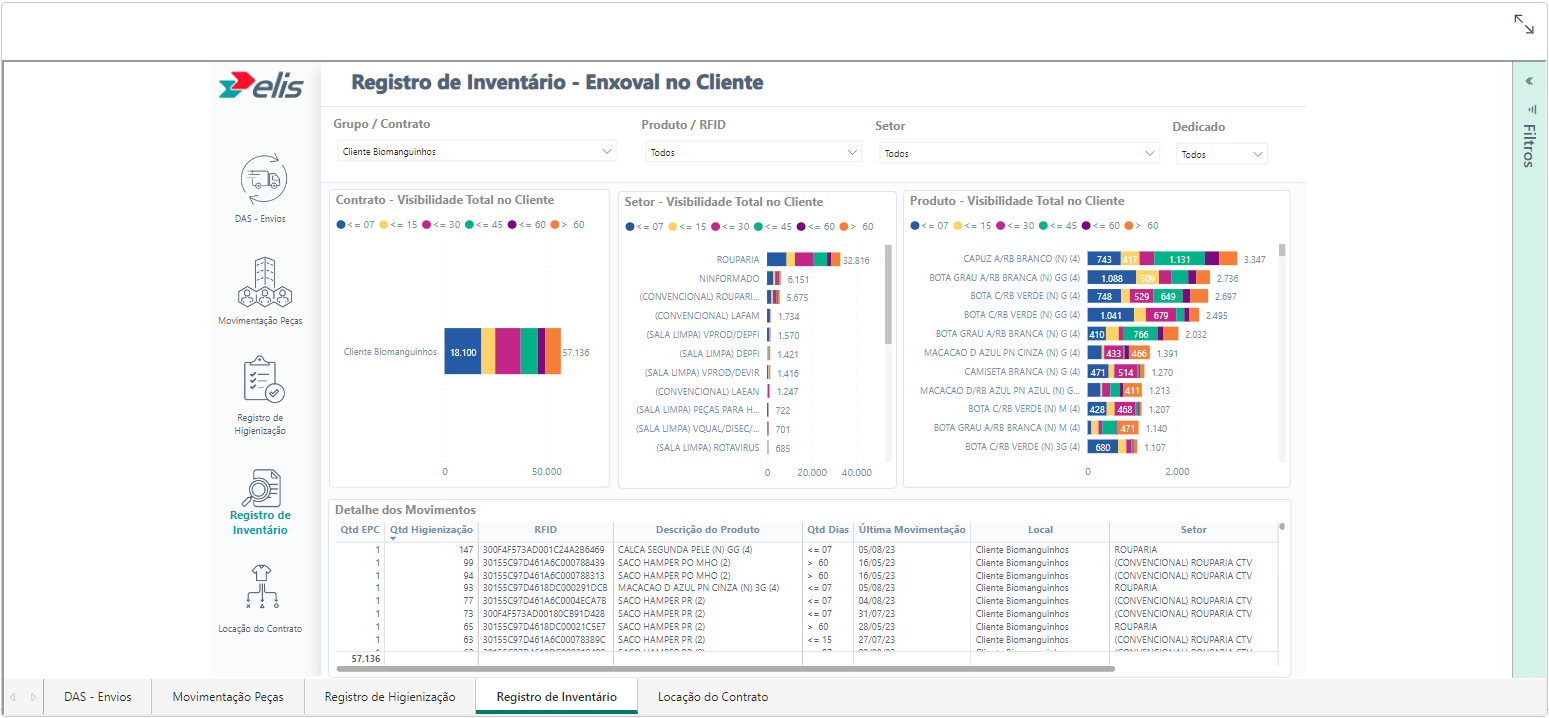 elis
Registro de Inventário - Enxoval no Cliente
Grupo / Contrato
Cliente Biomanguinhos
Produto / RFID
Todos
Setor
Todos
Dedicado
Todos
Filtros
DAS - Envios
Movimentação Peças
Registro de
Higienização
Registro de
Inventário
Locação do Contrato
Contrato - Visibilidade Total no Cliente
<= 07 <= 15 <= 30 <= 45 <= 60 > 60
Cliente Biomanguinhos 18.100 57.136
0 50.000
Setor - Visibilidade Total no Cliente
<= 07 <= 15 <= 30 <= 45 <= 60 > 60
ROUPARIA 32.816
NINFORMADO 6.151
(CONVENCIONAL) ROUPARI... 5.675
(CONVENCIONAL) LAFAM 1.734
(SALA LIMPA) VPROD/DEPFI 1.570
(SALA LIMPA) DEPFI 1.421
(SALA LIMPA) VPROD/DEVIR 1.416
(CONVENCIONAL) LAEAN 1.247
(SALA LIMPA) PEÇAS PARA H... 722
(SALA LIMPA) VQUAL/DISEC/... 701
(SALA LIMPA) ROTAVIRUS 685
0 20.000 40.000
Produto - Visibilidade Total no Cliente
<= 07 <= 15 <= 30 <= 45 <= 60 > 60
CAPUZ A/RB BRANCO (N) (4) 743 417 1.131 3.347
BOTA GRAU A/RB BRANCA (N) GG (4) 1.088 509 2.736
BOTA C/RB VERDE (N) G (4) 748 529 649 2.697
BOTA C/RB VERDE (N) GG (4) 1.041 679 2.495
BOTA GRAU A/RB BRANCA (N) G (4) 410 766 2.032
MACACAO D AZUL PN CINZA (N) G (4) 433 466 1.391
CAMISETA BRANCA (N) G (4) 471 514 1.270
MACACAO D/RB AZUL PN AZUL (N) G... 411 1.213
BOTA C/RB VERDE (N) M (4) 428 468 1.207
BOTA GRAU A/RB BRANCA (N) M (4) 471 1.140
BOTA C/RB VERDE (N) 3G (4) 680 1.107
0 2.000
Detalhe dos Movimentos
Qtd EPC Qtd Higienização RFID Descrição do Produto Qtd Dias Última Movimentação Local Setor
1 147 300F4F573AD001C24A2B6469 CALCA SEGUNDA PELE (N) GG (4) <= 07 05/08/23 Cliente Biomanguinhos ROUPARIA
1 99 30155C97D461A6C000788439 SACO HAMPER PO MHO (2) > 60 16/05/23 Cliente Biomanguinhos (CONVENCIONAL) ROUPARIA CTV
1 94 30155C97D461A6C000788313 SACO HAMPER PO MHO (2) > 60 16/05/23 Cliente Biomanguinhos (CONVENCIONAL) ROUPARIA CTV
1 93 30155C97D4618DC000291DCB MACACAO D AZUL PN CINZA (N) 3G (4) <= 07 05/08/23 Cliente Biomanguinhos ROUPARIA
1 77 30155C97D461A6C0004ECA7B SACO HAMPER PR (2) <= 07 04/08/23 Cliente Biomanguinhos (CONVENCIONAL) ROUPARIA CTV
1 73 300F4F573AD00180CB91D428 SACO HAMPER PR (2) <= 07 31/07/23 Cliente Biomanguinhos (CONVENCIONAL) ROUPARIA CTV
1 65 30155C97D4618DC00021C5E7 SACO HAMPER PR (2) > 60 28/05/23 Cliente Biomanguinhos ROUPARIA
1 63 30155C97D461A6C00078389C SACO HAMPER PR (2) <= 15 27/07/23 Cliente Biomanguinhos (CONVENCIONAL) ROUPARIA CTV
57.136
DAS - Envios Movimentação Peças Registro de Higienização Registro de Inventário Locação do Contrato